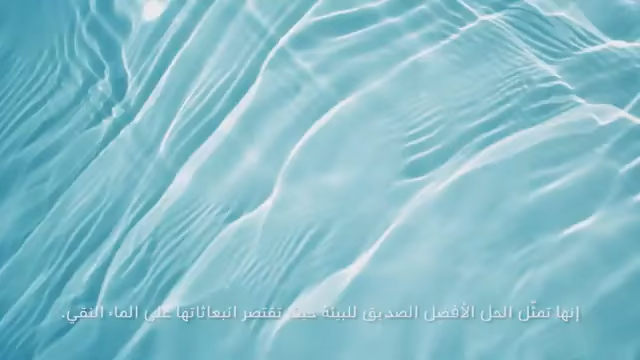 إنها تمثّل الحل الأفضل الصديق للبيئة حيث تقتصر انبعاثاتها على الماء النقي.